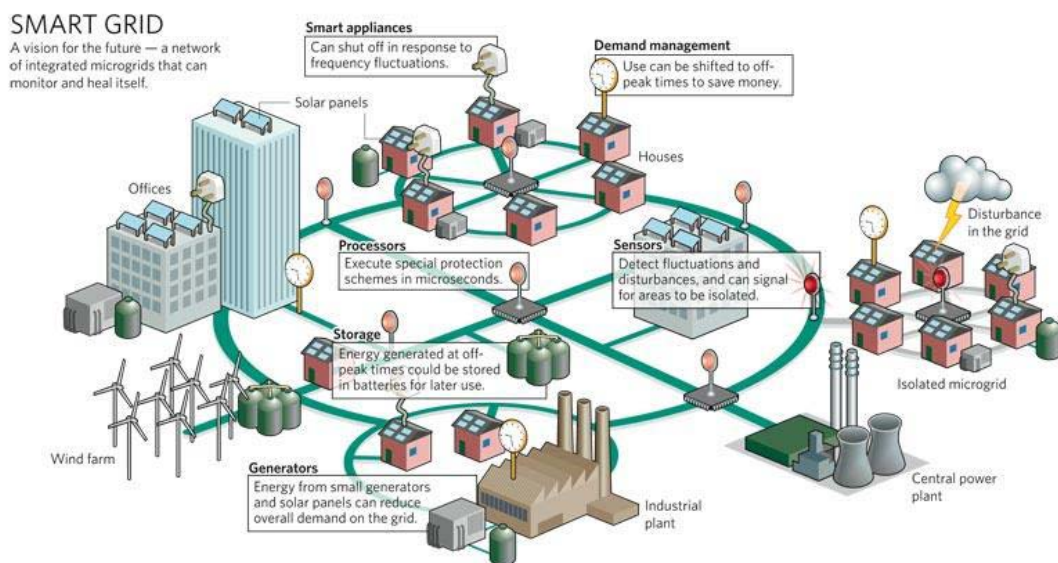 SMART GRID
A vision for the future — a network
of integrated microgrids that can
monitor and heal itself.
Smart appliances
Can shut off in response to
frequency fluctuations.
Demand management
Use can be shifted to off-
peak times to save money.
Solar panels
Houses
Offices
Disturbance
in the grid
Processors
Execute special protection
schemes in microseconds.
Sensors
Detect fluctuations and
disturbances, and can signal
for areas to be isolated.
Storage
Energy generated at off-
peak times could be stored
in batteries for later use.
Isolated microgrid
Wind farm
Generators
Energy from small generators
and solar panels can reduce
overall demand on the grid.
Industrial
plant
Central power
plant